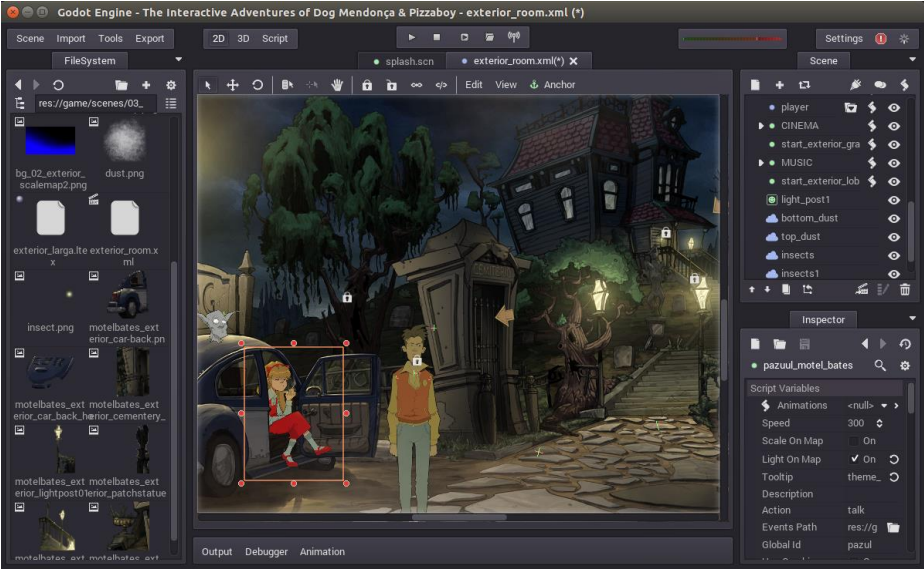 Godot Engine - The Interactive Adventures of Dog Mendonça & Pizzaboy - exterior_room.xml (*)
Scene Import Tools Export
2D 3D Script
Settings
FileSystem
splash.scn
exterior_room.xml(*)
Scene
res://game/scenes/03_
Edit View Anchor
bg_02_exterior_
scalemap2.png
dust.png
exterior_larga.lte
x
exterior_room.x
ml
insect.png
motelbates_ext
erior_car-back.pn
motelbates_ext
erior_car_back_he
motelbates_ext
erior_cementery_
motelbates_ext
erior_lightpost01
motelbates_ext
erior_patchstatue
motelbates_ext
motelbates_ext
player
CINEMA
start_exterior_gra
MUSIC
start_exterior_lob
light_post1
bottom_dust
top_dust
insects
insects1
Inspector
pazuul_motel_bates
Script Variables
Animations <null>
Speed 300
Scale On Map On
Light On Map On
Tooltip theme_
Description
Action talk
Events Path res://g
Global Id pazul
Output Debugger Animation